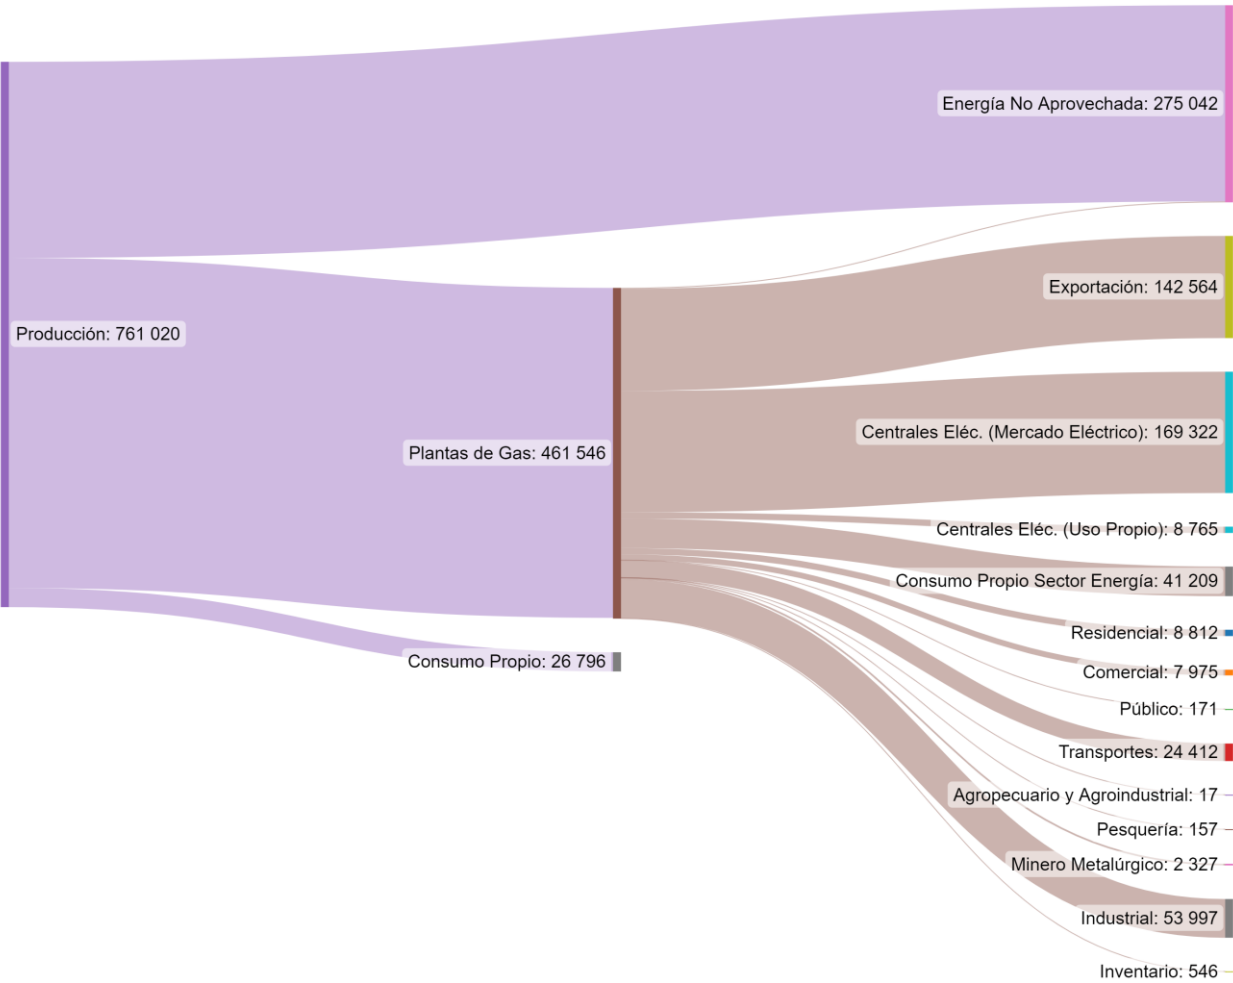 Energía No Aprovechada: 275 042
Exportación: 142 564
Producción: 761 020
Centrales Eléc. (Mercado Eléctrico): 169 322
Plantas de Gas: 461 546
Centrales Eléc. (Uso Propio): 8 765
Consumo Propio Sector Energía: 41 209
Residencial: 8 812
Consumo Propio: 26 796
Comercial: 7 975
Público: 171
Transportes: 24 412
Agropecuario y Agroindustrial: 17
Pesquería: 157
Minero Metalúrgico: 2 327
Industrial: 53 997
Inventario: 546